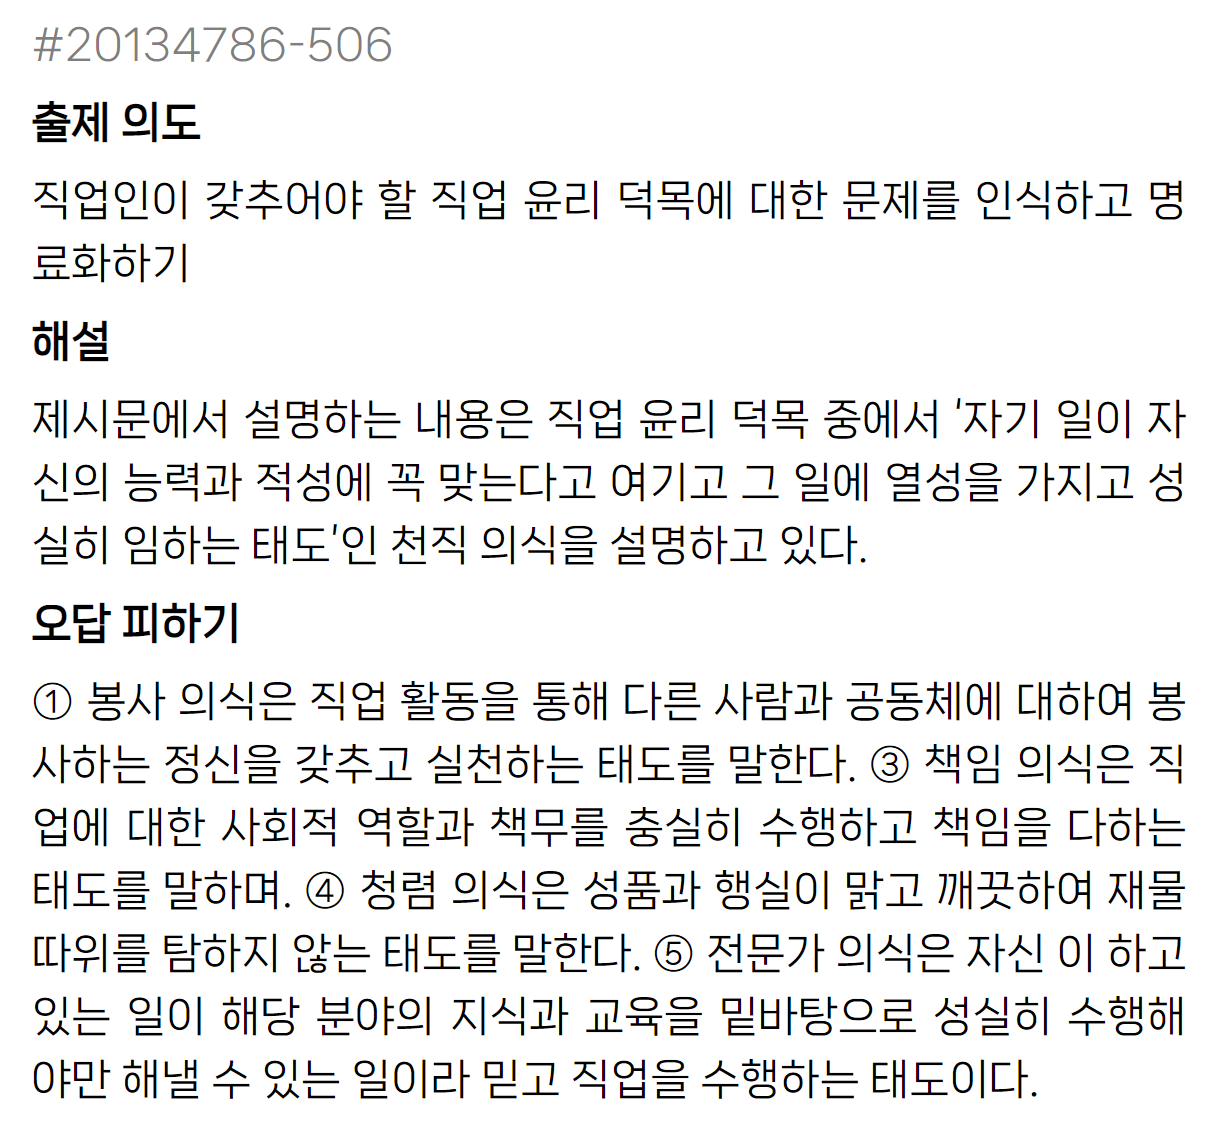 #20134786-506
출제 의도
직업인이 갖추어야 할 직업 윤리 덕목에 대한 문제를 인식하고 명
료화하기
해설
제시문에서 설명하는 내용은 직업 윤리 덕목 중에서 '자기 일이 자
신의 능력과 적성에 꼭 맞는다고 여기고 그 일에 열성을 가지고 성
실히 임하는 태도'인 천직 의식을 설명하고 있다.
오답 피하기
① 봉사 의식은 직업 활동을 통해 다른 사람과 공동체에 대하여 봉
사하는 정신을 갖추고 실천하는 태도를 말한다. ③ 책임 의식은 직
업에 대한 사회적 역할과 책무를 충실히 수행하고 책임을 다하는
태도를 말하며. ④ 청렴 의식은 성품과 행실이 맑고 깨끗하여 재물
따위를 탐하지 않는 태도를 말한다. ⑤ 전문가 의식은 자신 이 하고
있는 일이 해당 분야의 지식과 교육을 밑바탕으로 성실히 수행해
야만 해낼 수 있는 일이라 믿고 직업을 수행하는 태도이다.